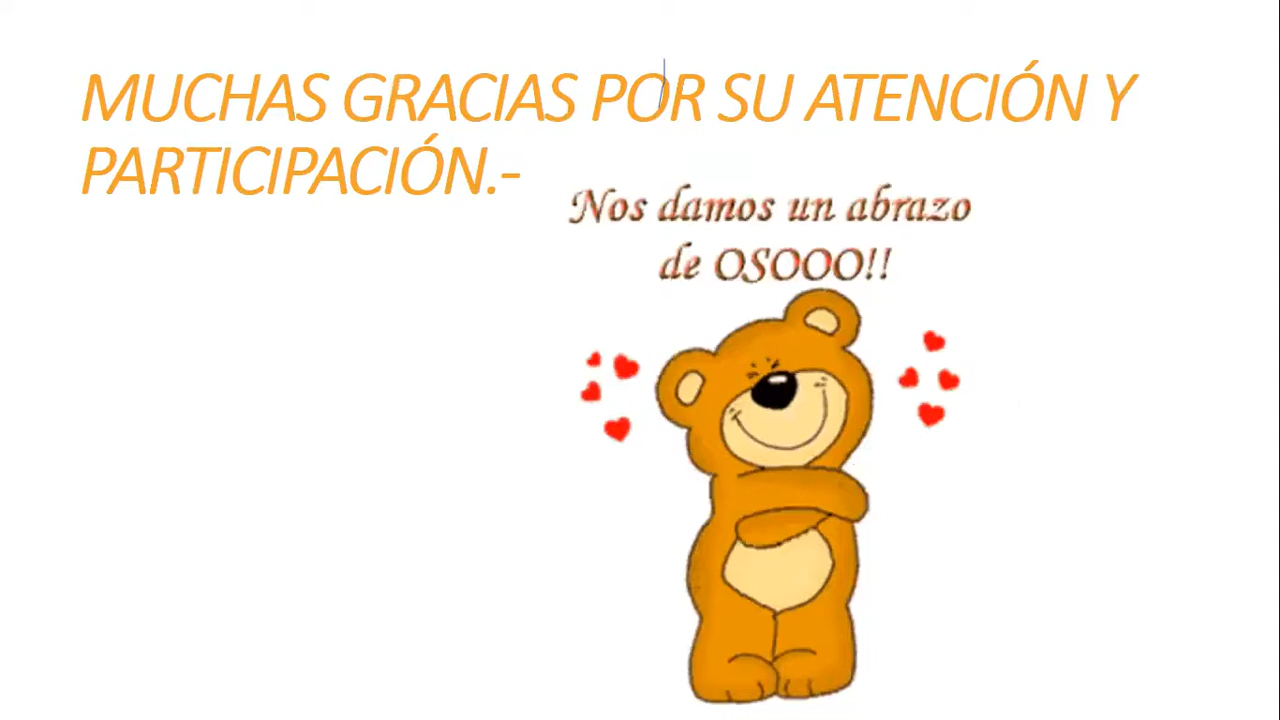 MUCHAS GRACIAS POR SU ATENCIÓN Y
PARTICIPACIÓN.-
Nos damos un abrazo
de OSOOO!!